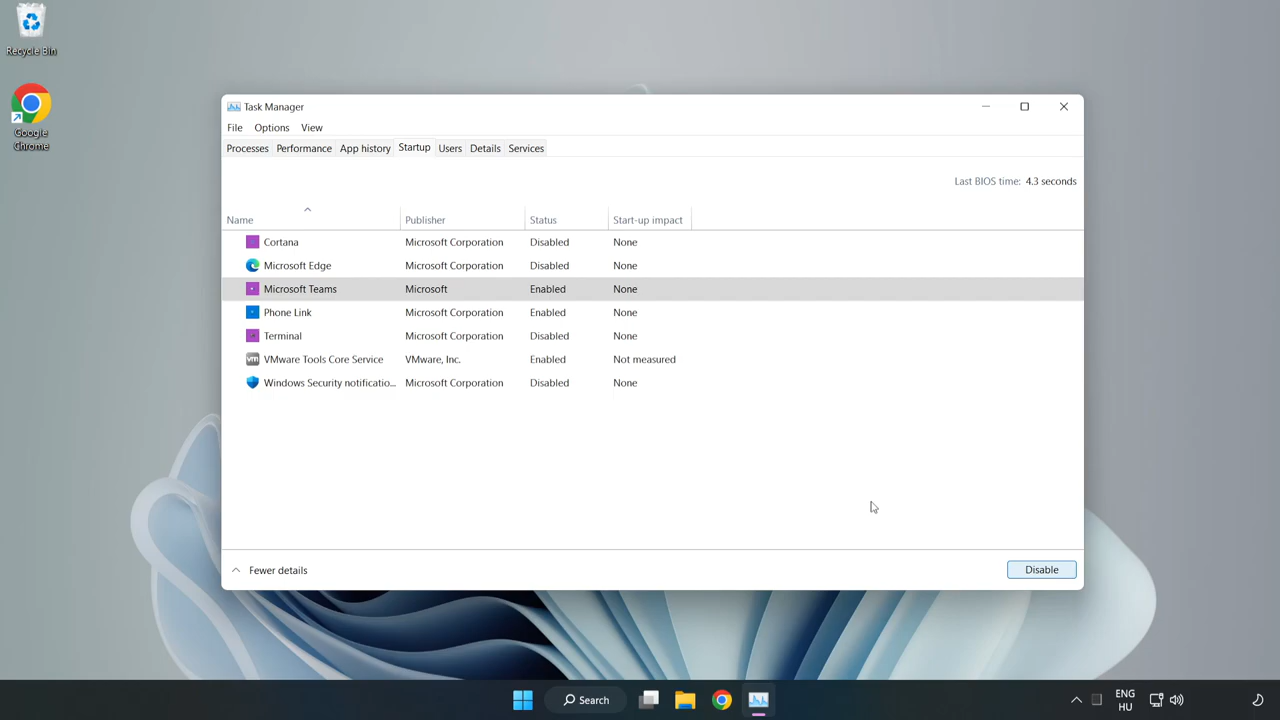 Recycle Bin
Google
Chrome
Task Manager
File Options View
Processes Performance App history Startup Users Details Services
Last BIOS time: 4.3 seconds
Name Publisher Status Start-up impact
Cortana Microsoft Corporation Disabled None
Microsoft Edge Microsoft Corporation Disabled None
Microsoft Teams Microsoft Enabled None
Phone Link Microsoft Corporation Enabled None
Terminal Microsoft Corporation Disabled None
vm VMware Tools Core Service VMware, Inc. Enabled Not measured
Windows Security notificatio... Microsoft Corporation Disabled None
Fewer details Disable
Search
ENG
HU